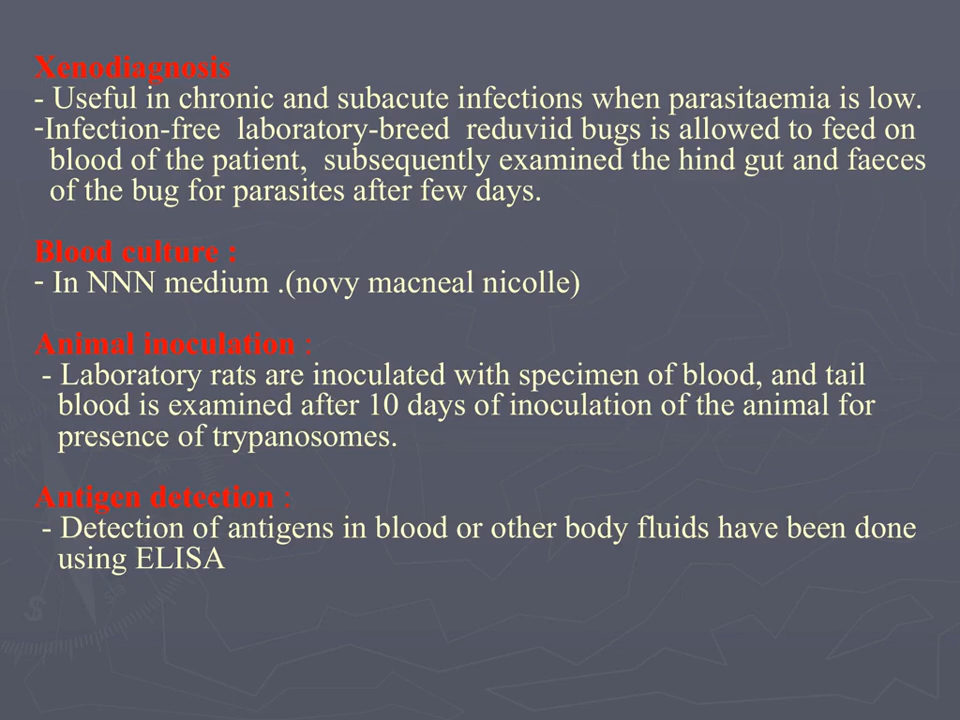 Xenodiagnosis
- Useful in chronic and subacute infections when parasitaemia is low.
-Infection-free laboratory-breed reduviid bugs is allowed to feed on
blood of the patient, subsequently examined the hind gut and faeces
of the bug for parasites after few days.
Blood culture :
- In NNN medium .(novy macneal nicolle)
Animal inoculation :
- Laboratory rats are inoculated with specimen of blood, and tail
blood is examined after 10 days of inoculation of the animal for
presence of trypanosomes.
Antigen detection :
- Detection of antigens in blood or other body fluids have been done
using ELISA